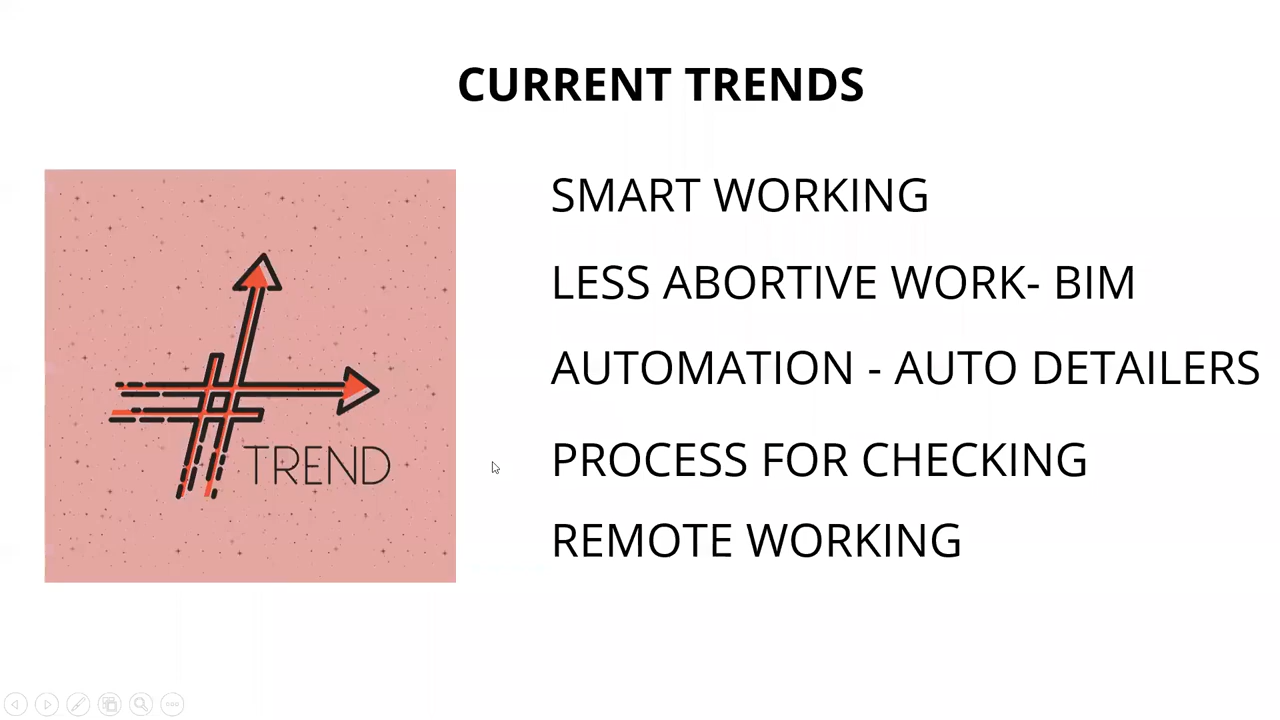 CURRENT TRENDS
SMART WORKING
LESS ABORTIVE WORK- BIM
AUTOMATION - AUTO DETAILERS
PROCESS FOR CHECKING
REMOTE WORKING
TREND